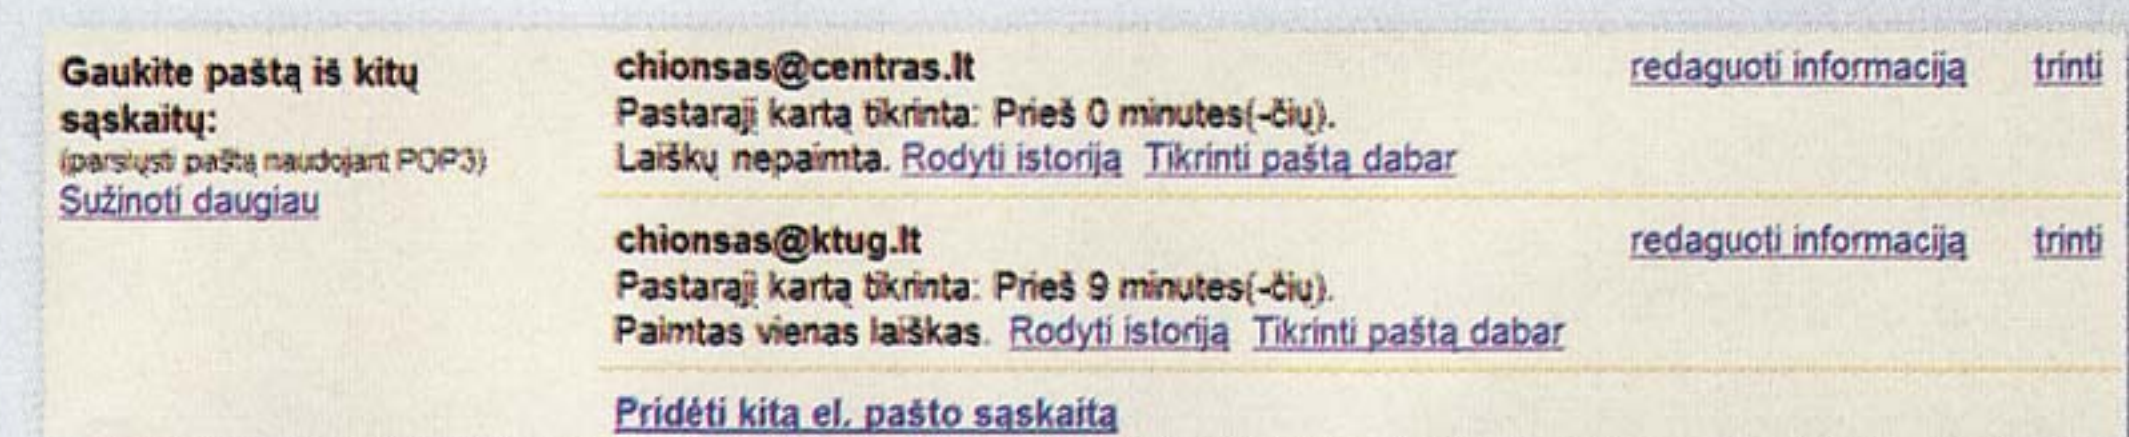 Gaukite paštą iš kitų
sąskaitų:
(parsiųsti paštą naudojant POP3)
Sužinoti daugiau
chionsas@centras.lt
redaguoti informaciją trinti
Pastarąjį kartą tikrinta: Prieš 0 minutes(-čių).
Laiškų nepaimta. Rodyti istoriją Tikrinti paštą dabar
chionsas@ktug.lt
redaguoti informaciją trinti
Pastarąjį kartą tikrinta: Prieš 9 minutes(-čių).
Paimtas vienas laiškas. Rodyti istoriją Tikrinti paštą dabar
Pridėti kitą el. pašto sąskaitą